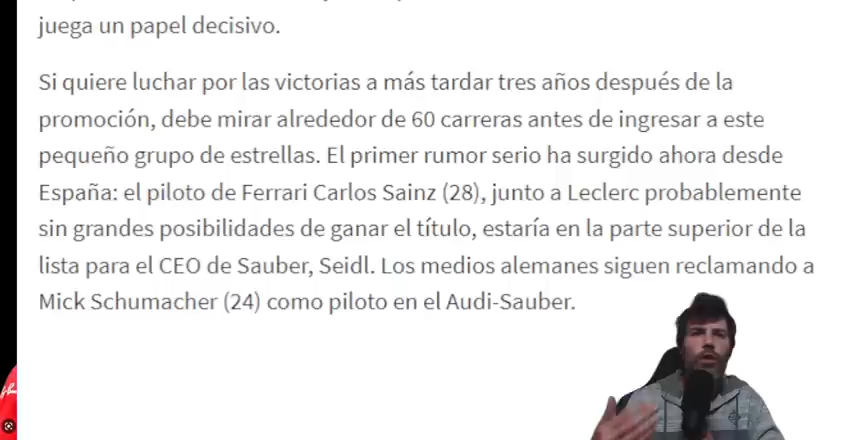 juega un papel decisivo.
Si quiere luchar por las victorias a más tardar tres años después de la
promoción, debe mirar alrededor de 60 carreras antes de ingresar a este
pequeño grupo de estrellas. El primer rumor serio ha surgido ahora desde
España: el piloto de Ferrari Carlos Sainz (28), junto a Leclerc probablemente
sin grandes posibilidades de ganar el título, estaría en la parte superior de la
lista para el CEO de Sauber, Seidl. Los medios alemanes siguen reclamando a
Mick Schumacher (24) como piloto en el Audi-Sauber.